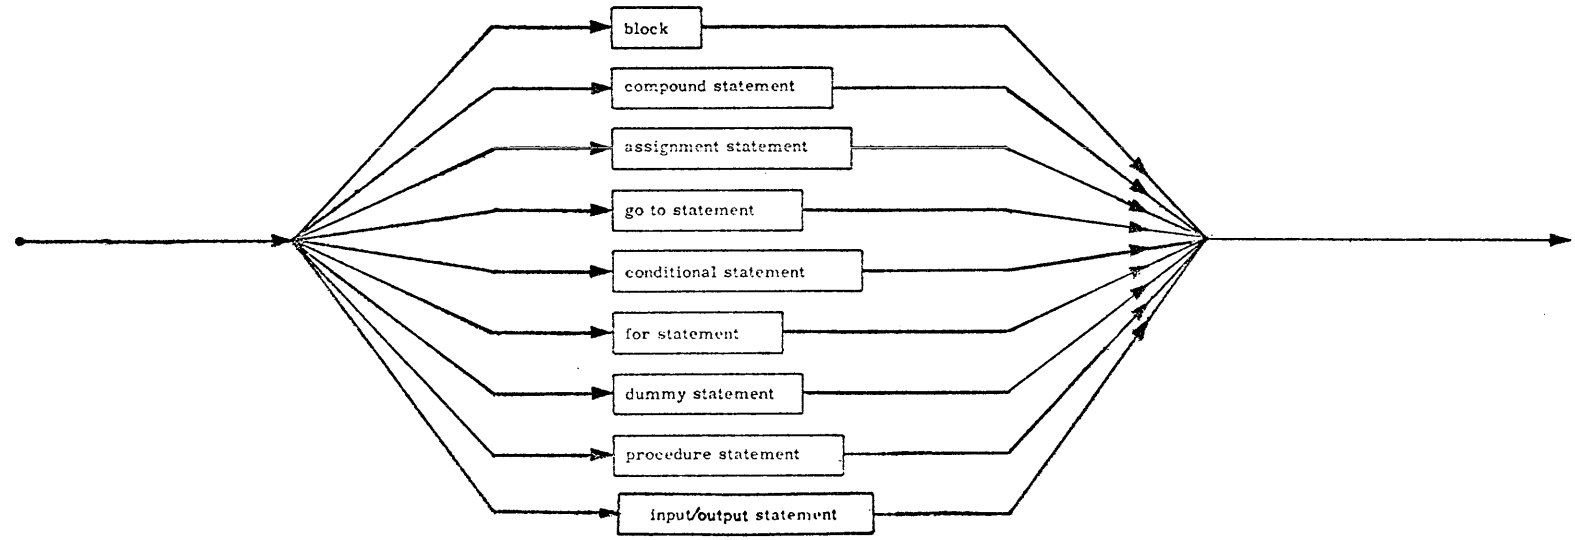 block
compound statement
assignment statement
go to statement
conditional statement
for statement
dummy statement
procedure statement
input/output statement